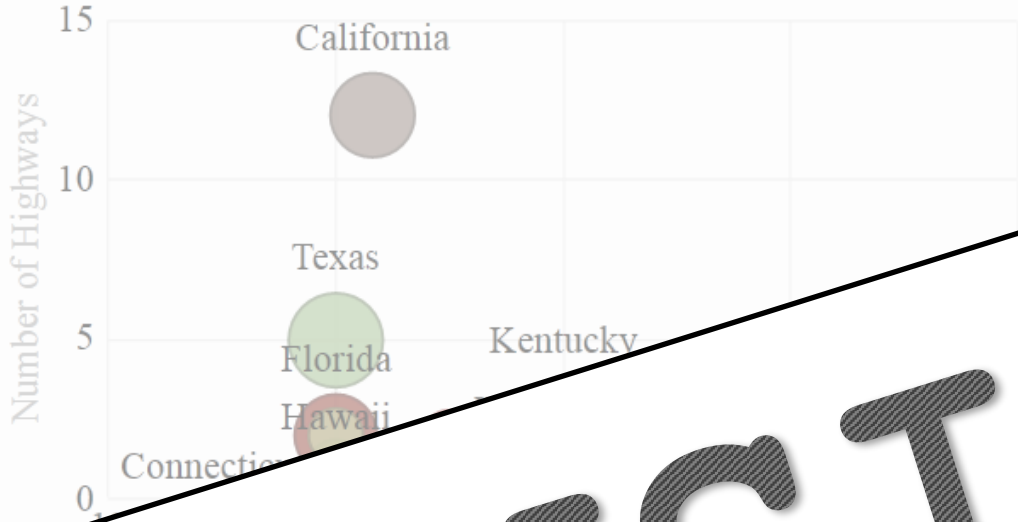 15
California
Number of Highways
10
Texas
5
Kentucky
Florida
Hawaii
0